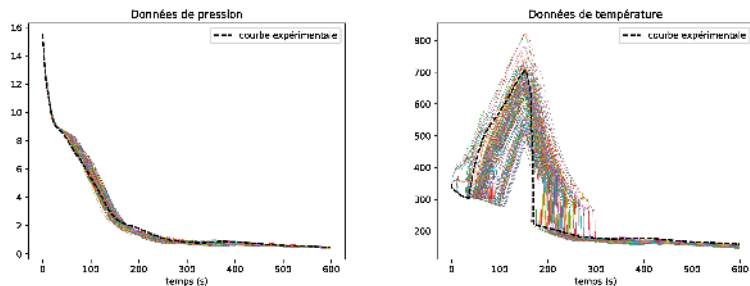 Données de pression
courbe expérimentale
16
14
12
10
8
6
4
2
0
0 100 200 300 400 500 600
temps (s)
Données de température
courbe expérimentale
900
800
700
600
500
400
300
200
0 100 200 300 400 500 600
temps (s)